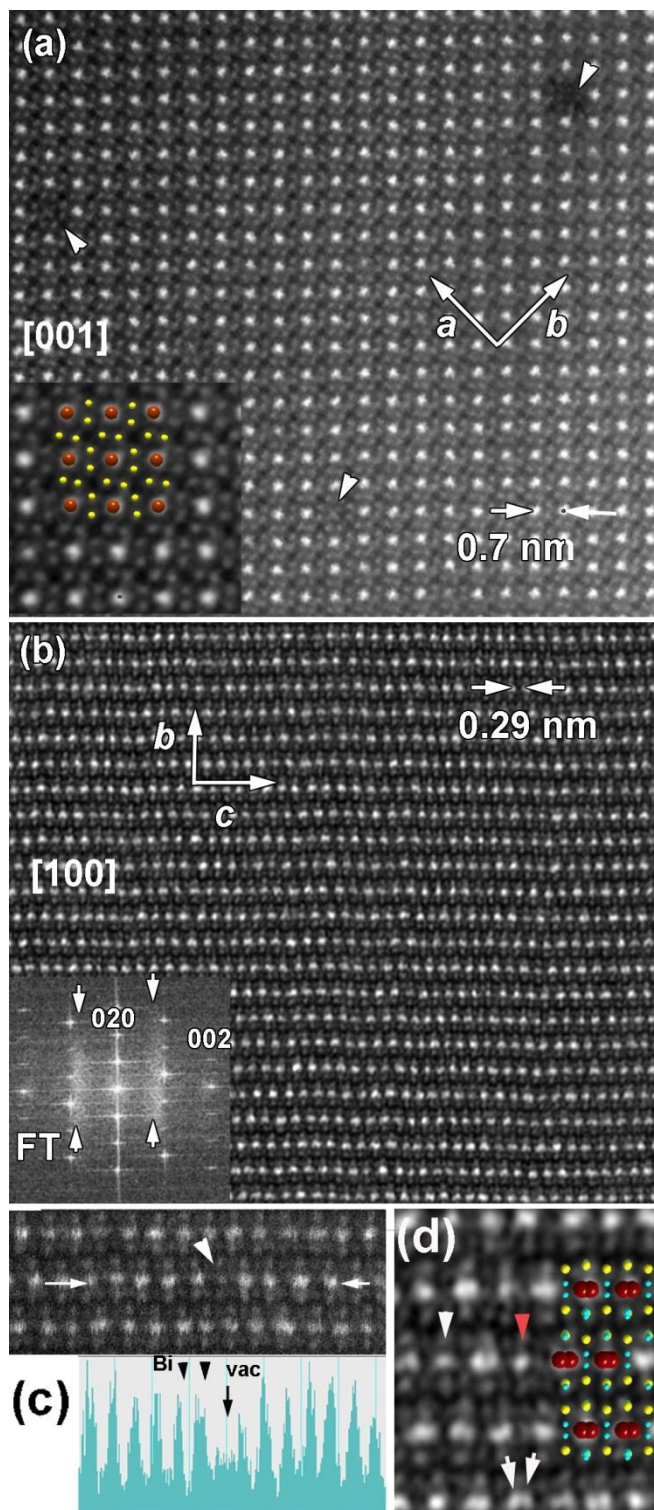 (a)
a
b
[001]
0.7 nm
(b)
0.29 nm
b
c
[100]
020
002
FT
(c)
Bi
vac
(d)